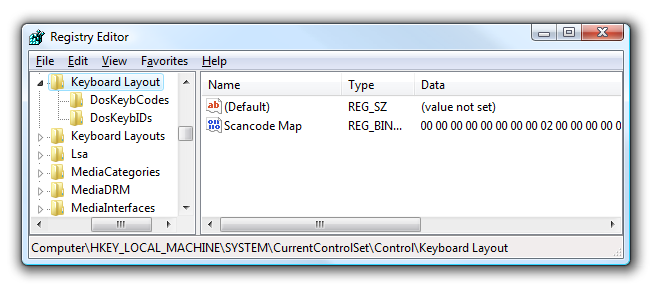 Registry Editor
File Edit View Favorites Help
Keyboard Layout
DosKeybCodes
DosKeybIDs
Keyboard Layouts
Lsa
MediaCategories
MediaDRM
MediaInterfaces
Name Type Data
(Default) REG_SZ (value not set)
Scancode Map REG_BIN... 00 00 00 00 00 00 00 00 02 00 00 00 0
Computer\HKEY_LOCAL_MACHINE\SYSTEM\CurrentControlSet\Control\Keyboard Layout